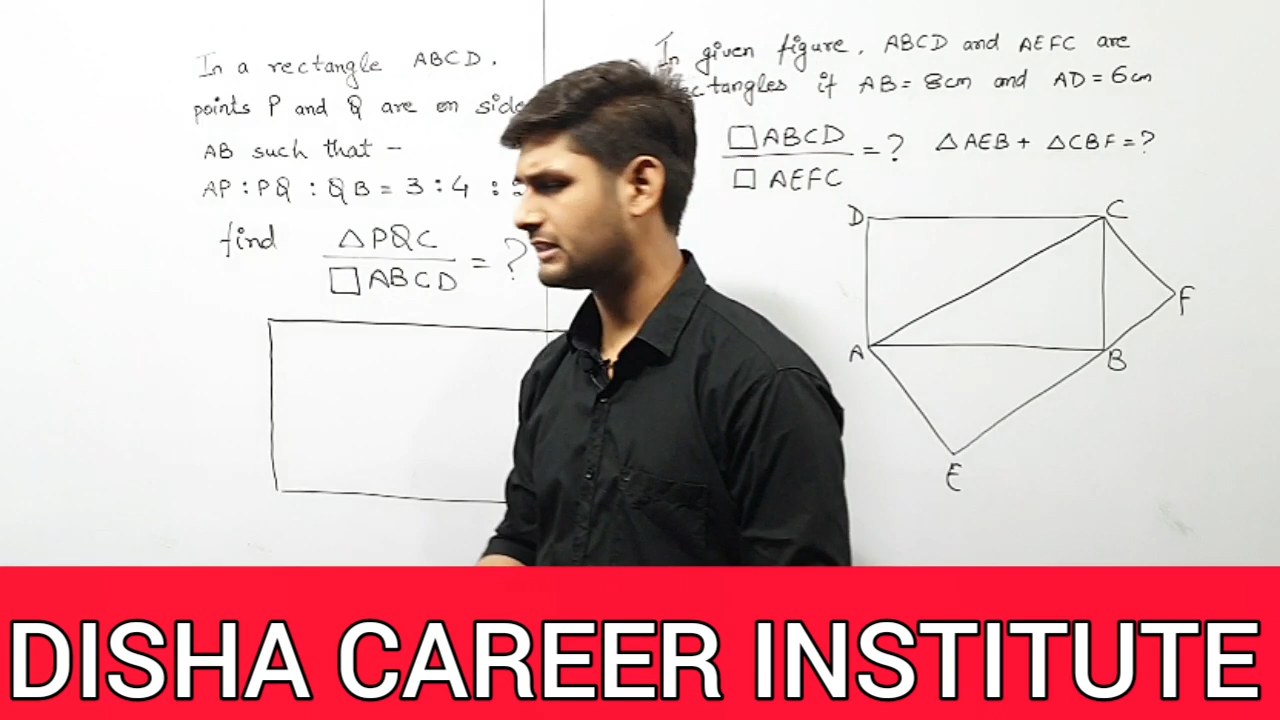 In a rectangle ABCD.
points P and Q are on side
AB such that -
AP : PQ : QB = 3 : 4 :
find △PQC / □ABCD = ?
In given figure, ABCD and AEFC are
rectangles if AB = 8cm and AD = 6cm
□ABCD / □AEFC = ? △AEB + △CBF = ?
D C
F
A B
E
DISHA CAREER INSTITUTE